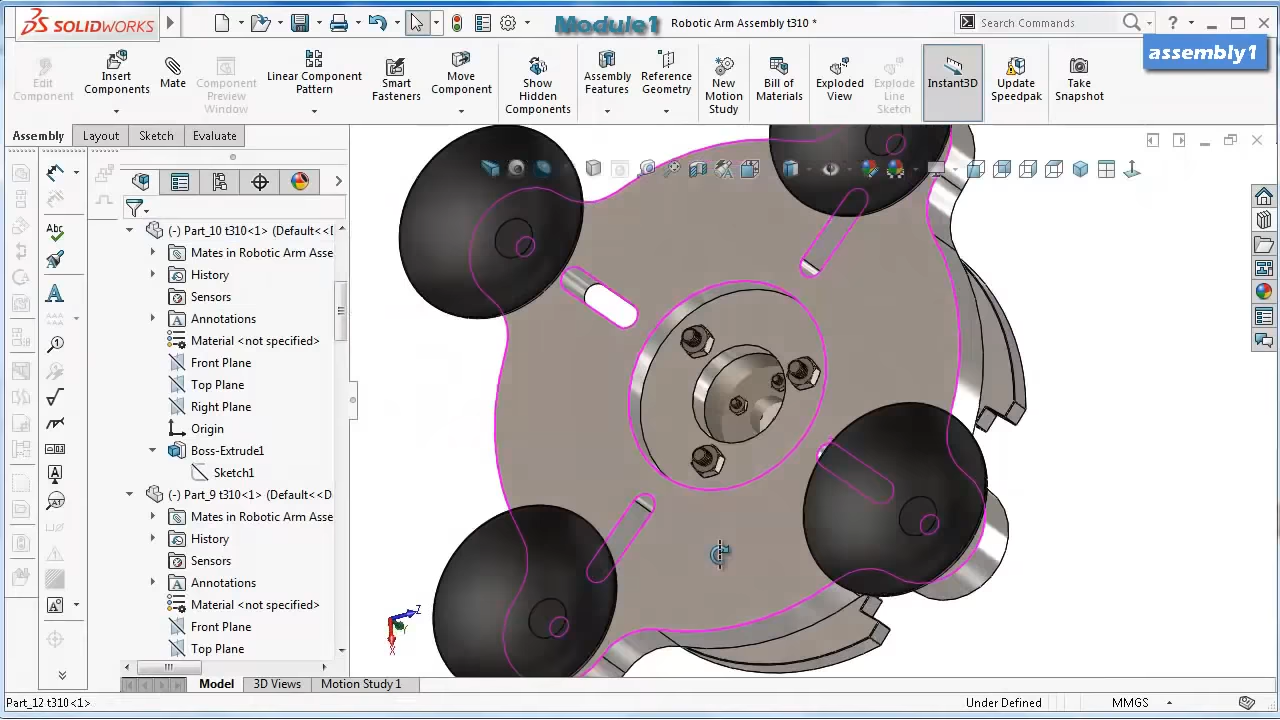 SOLIDWORKS
Module1
Robotic Arm Assembly t310 *
Search Commands
assembly1
Edit Component
Insert Components
Mate
Component Preview Window
Linear Component Pattern
Smart Fasteners
Move Component
Show Hidden Components
Assembly Features
Reference Geometry
New Motion Study
Bill of Materials
Exploded View
Explode Line Sketch
Instant3D
Update Speedpak
Take Snapshot
Assembly
Layout
Sketch
Evaluate
Abc
(-) Part_10 t310<1> (Default<<
Mates in Robotic Arm Asse
History
Sensors
Annotations
Material <not specified>
Front Plane
Top Plane
Right Plane
Origin
Boss-Extrude1
Sketch1
(-) Part_9 t310<1> (Default<<D
Mates in Robotic Arm Asse
History
Sensors
Annotations
Material <not specified>
Front Plane
Top Plane
Z
Y
X
Model
3D Views
Motion Study 1
Part_12 t310<1>
Under Defined
MMGS